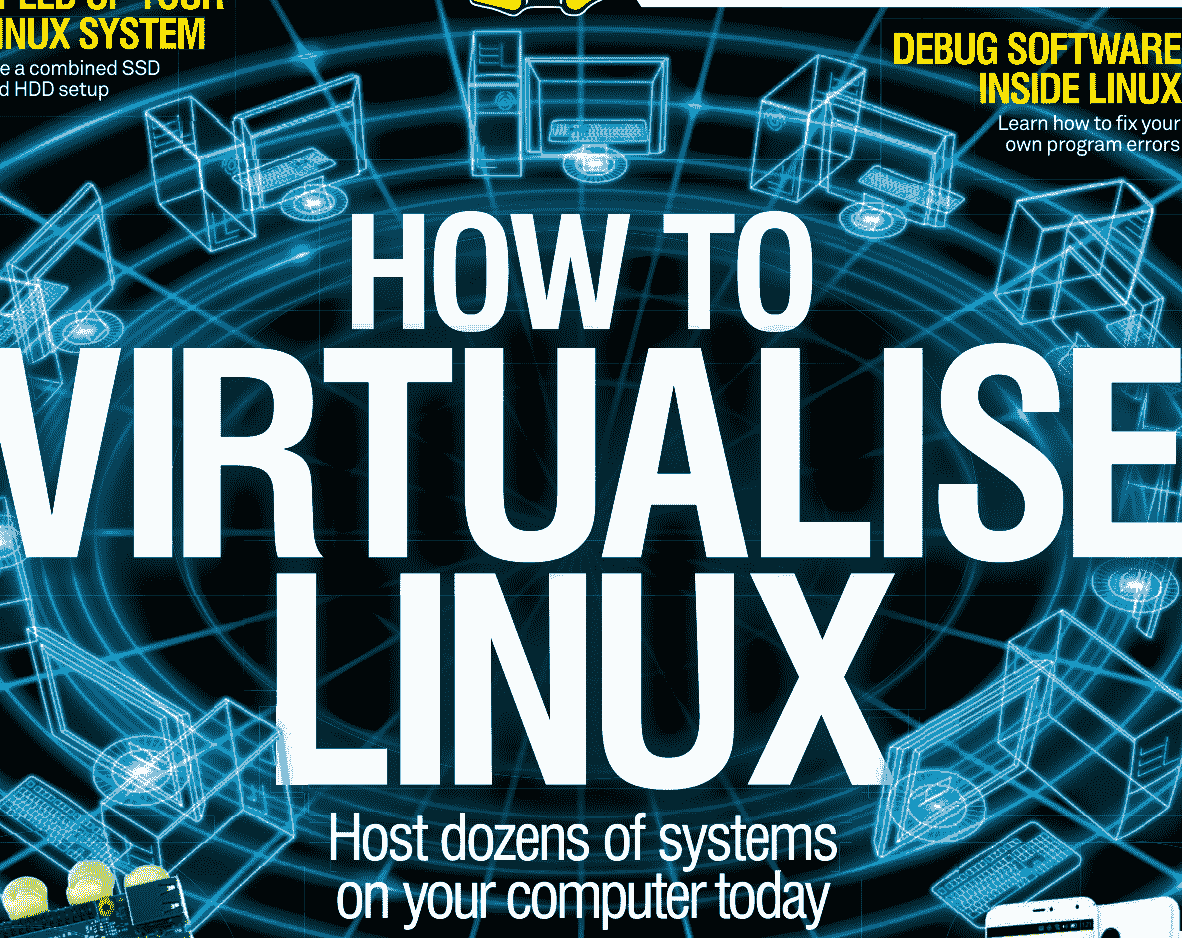 LINUX SYSTEM
a combined SSD
HDD setup
DEBUG SOFTWARE
INSIDE LINUX
Learn how to fix your
own program errors
HOW TO
VIRTUALISE
LINUX
Host dozens of systems
on your computer today